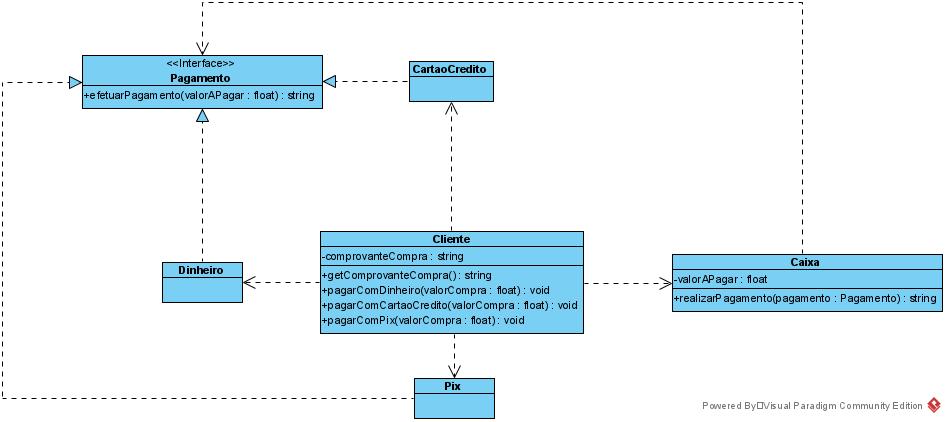 <<Interface>>
Pagamento
+efetuarPagamento(valorAPagar : float) : string
CartaoCredito
Cliente
-comprovanteCompra : string
+getComprovanteCompra() : string
+pagarComDinheiro(valorCompra : float) : void
+pagarComCartaoCredito(valorCompra : float) : void
+pagarComPix(valorCompra : float) : void
Dinheiro
Caixa
-valorAPagar : float
+realizarPagamento(pagamento : Pagamento) : string
Pix
Powered By Visual Paradigm Community Edition